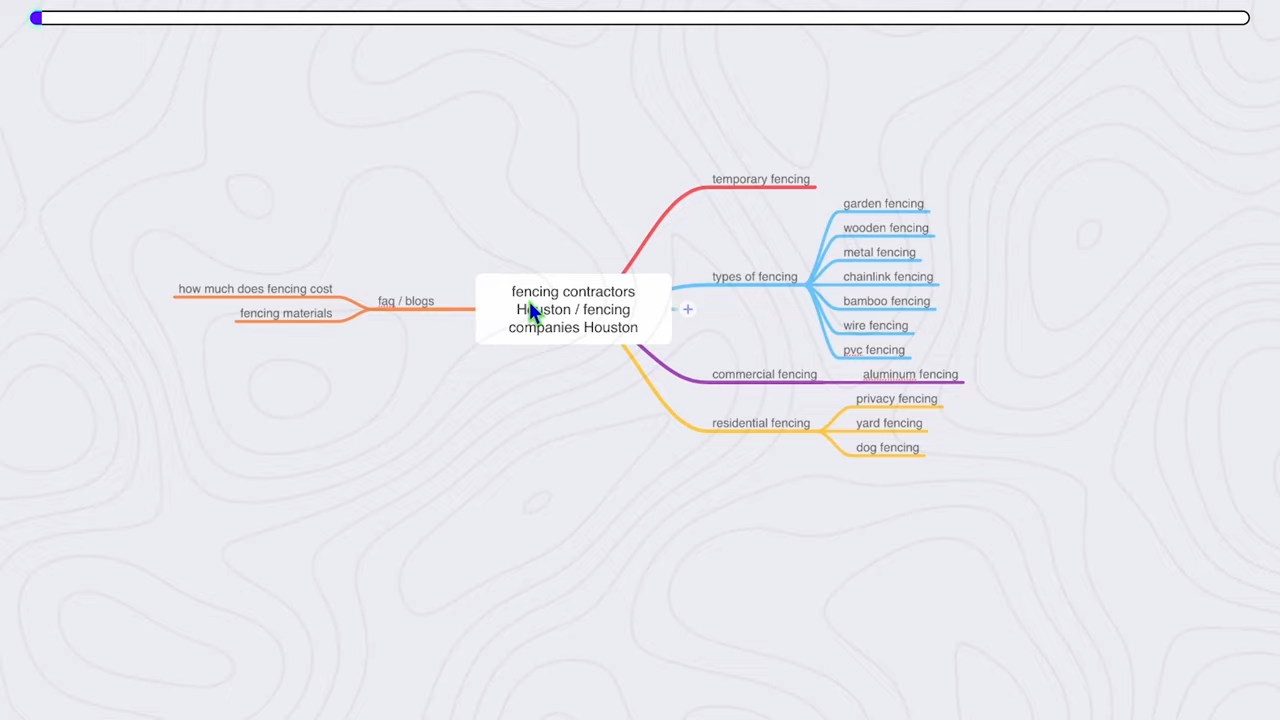 temporary fencing
garden fencing
wooden fencing
metal fencing
types of fencing
chainlink fencing
how much does fencing cost
faq / blogs
fencing materials
fencing contractors
Houston / fencing
companies Houston
bamboo fencing
wire fencing
pvc fencing
commercial fencing
aluminum fencing
privacy fencing
residential fencing
yard fencing
dog fencing